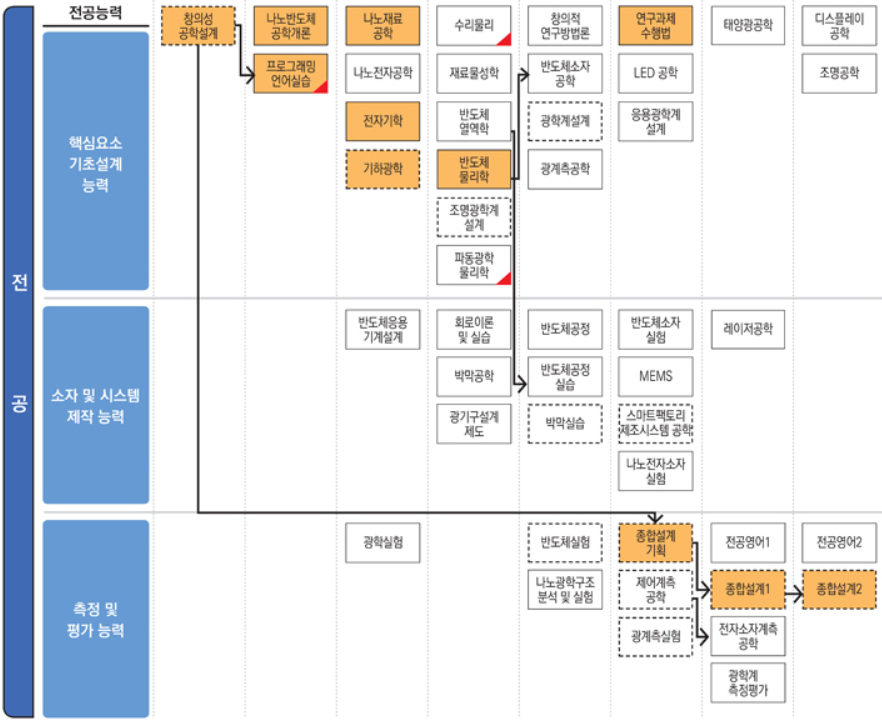 전공능력
창의성
공학설계
나노반도체
공학개론
나노재료
공학
수리물리
창의적
연구방법론
연구과제
수행법
태양광공학
디스플레이
공학
프로그래밍
언어실습
나노전자공학
재료물성학
반도체소자
공학
LED 공학
조명공학
핵심요소
기초설계
능력
전자기학
반도체
열역학
광학계설계
응용광학계
설계
기하광학
반도체
물리학
광계측공학
조명광학계
설계
파동광학
물리학
전
공
소자 및 시스템
제작 능력
반도체응용
기계설계
회로이론
및 실습
반도체공정
반도체소자
실험
레이저공학
박막공학
반도체공정
실습
MEMS
광기구설계
제도
박막실습
스마트팩토리
제조시스템 공학
나노전자소자
실험
측정 및
평가 능력
광학실험
반도체실험
종합설계
기획
전공영어1
전공영어2
나노광학구조
분석 및 실험
제어계측
공학
종합설계1
종합설계2
광계측실험
전자소자계측
공학
광학계
측정평가